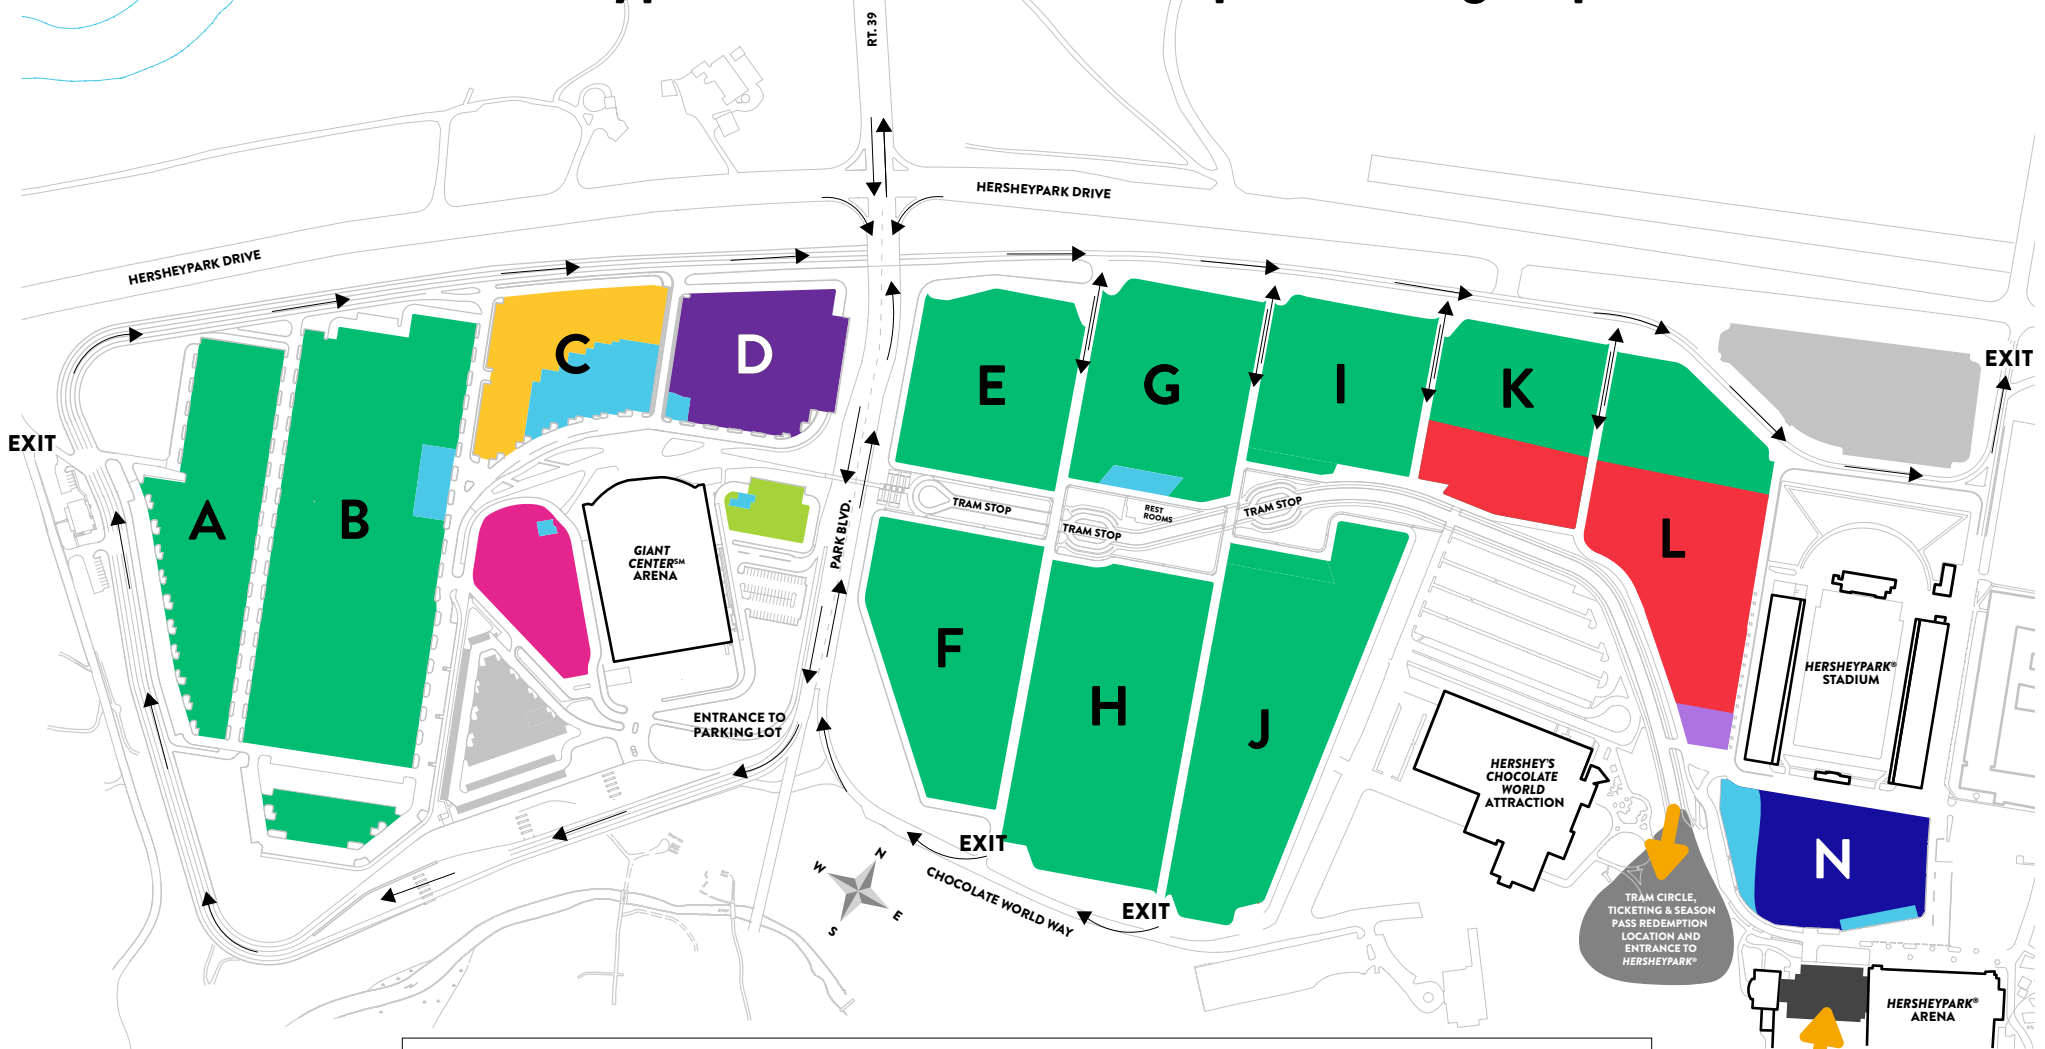 RT. 39
HERSHEYPARK DRIVE
HERSHEYPARK DRIVE
EXIT
EXIT
A
B
C
D
E
G
I
K
L
F
H
J
N
TRAM STOP
TRAM STOP
TRAM STOP
REST
ROOMS
PARK BLVD.
GIANT
CENTER℠
ARENA
ENTRANCE TO
PARKING LOT
HERSHEYPARK®
STADIUM
HERSHEY'S
CHOCOLATE
WORLD
ATTRACTION
EXIT
EXIT
CHOCOLATE WORLD WAY
N
W
E
S
TRAM CIRCLE,
TICKETING & SEASON
PASS REDEMPTION
LOCATION AND
ENTRANCE TO
HERSHEYPARK®
HERSHEYPARK®
ARENA